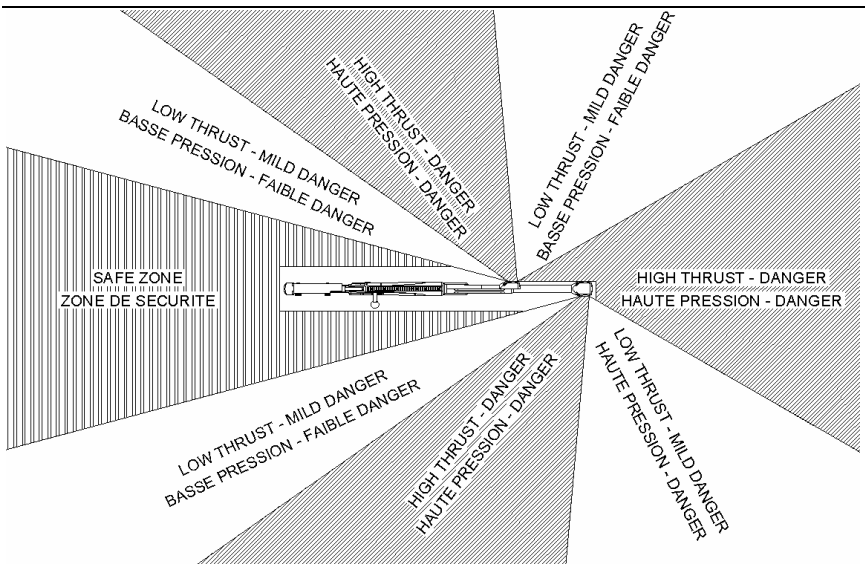 HIGH THRUST - DANGER
HAUTE PRESSION - DANGER
LOW THRUST - MILD DANGER
BASSE PRESSION - FAIBLE DANGER
LOW THRUST - MILD DANGER
BASSE PRESSION - FAIBLE DANGER
SAFE ZONE
ZONE DE SECURITE
HIGH THRUST - DANGER
HAUTE PRESSION - DANGER
LOW THRUST - MILD DANGER
BASSE PRESSION - FAIBLE DANGER
HIGH THRUST - DANGER
HAUTE PRESSION - DANGER
LOW THRUST - MILD DANGER
HAUTE PRESSION - DANGER